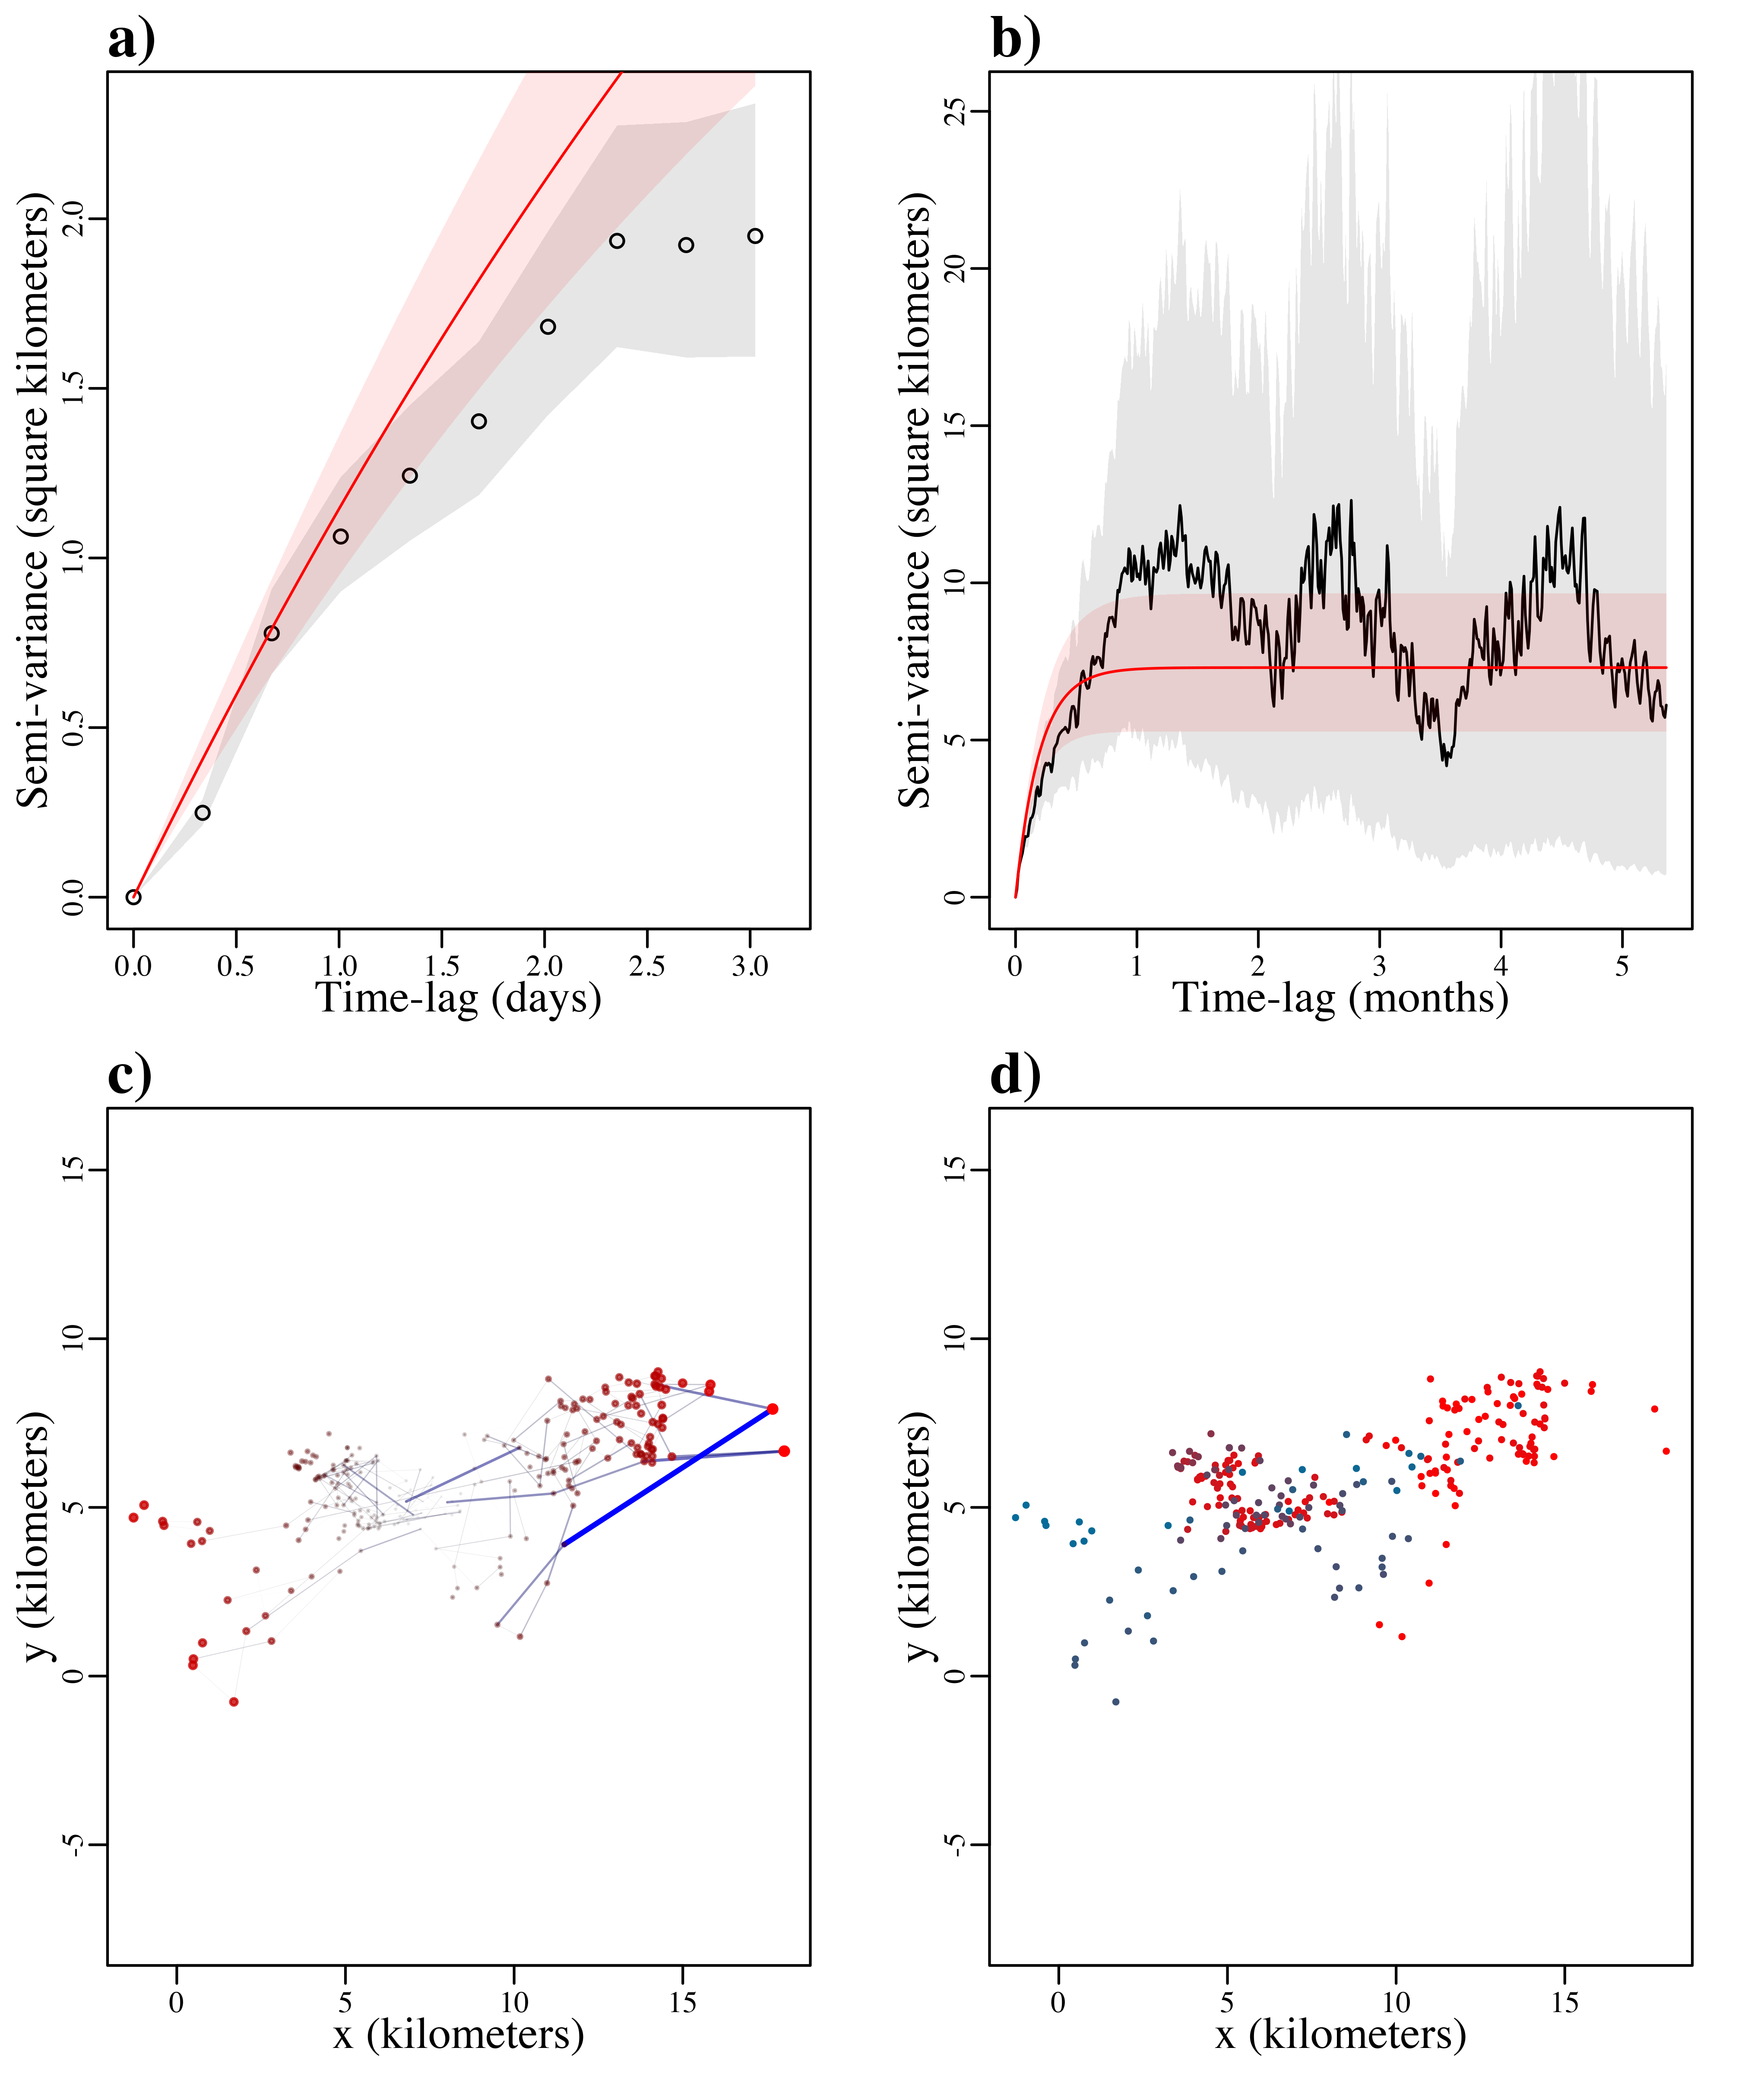 a)
Semi-variance (square kilometers)
2.0
1.5
1.0
0.5
0.0
0.0 0.5 1.0 1.5 2.0 2.5 3.0
Time-lag (days)
b)
Semi-variance (square kilometers)
25
20
15
10
5
0
0 1 2 3 4 5
Time-lag (months)
c)
y (kilometers)
15
10
5
0
-5
0 5 10 15
x (kilometers)
d)
y (kilometers)
15
10
5
0
-5
0 5 10 15
x (kilometers)